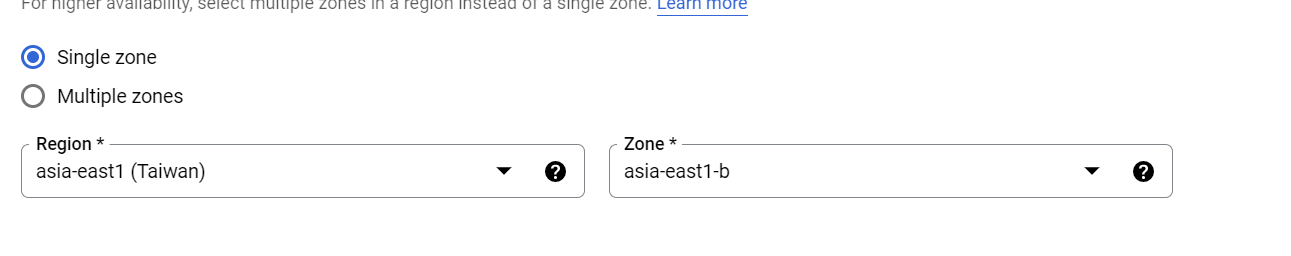 For higher availability, select multiple zones in a region instead of a single zone. Learn more
Single zone
Multiple zones
Region *
asia-east1 (Taiwan)
Zone *
asia-east1-b